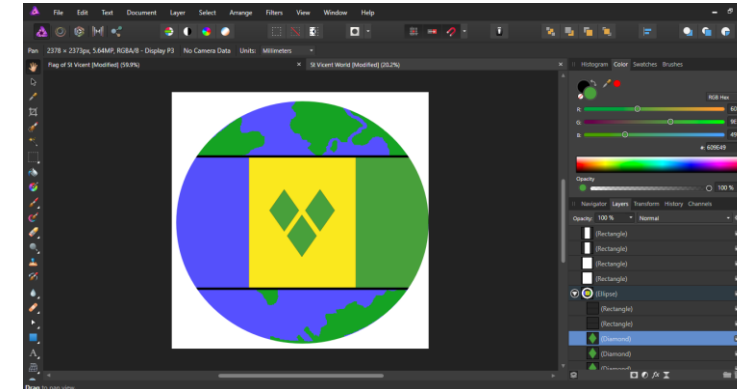 File Edit Text Document Layer Select Arrange Filters View Window Help
Pan 2378 × 2373px, 5.64MP, RGBA/8 - Display P3 No Camera Data Units: Millimeters
Flag of St Vicent [Modified] (59.9%) × St Vicent World [Modified] (20.2%) ×
Histogram Color Swatches Brushes
RGB Hex
R:
G:
B:
#: 609E49
Opacity
100 %
Navigator Layers Transform History Channels
Opacity: 100 % Normal
(Rectangle)
(Rectangle)
(Rectangle)
(Rectangle)
(Ellipse)
(Rectangle)
(Rectangle)
(Diamond)
(Diamond)
(Diamond)
Drag to pan view